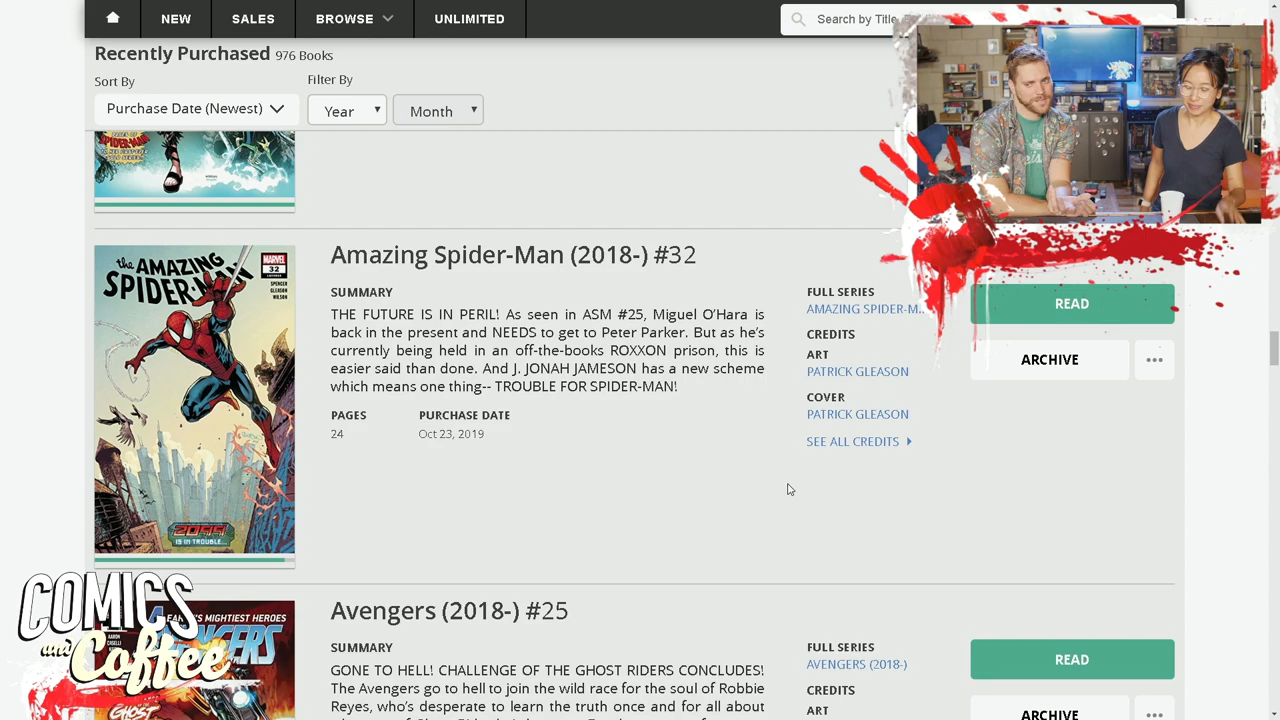 NEW SALES BROWSE UNLIMITED
Search by Title,
Recently Purchased 976 Books
Sort By
Filter By
Purchase Date (Newest)
Year
Month
SPIDER-MAN
Amazing Spider-Man (2018-) #32
SUMMARY
THE FUTURE IS IN PERIL! As seen in ASM #25, Miguel O’Hara is
back in the present and NEEDS to get to Peter Parker. But as he’s
currently being held in an off-the-books ROXXON prison, this is
easier said than done. And J. JONAH JAMESON has a new scheme
which means one thing-- TROUBLE FOR SPIDER-MAN!
PAGES
24
PURCHASE DATE
Oct 23, 2019
FULL SERIES
AMAZING SPIDER-M...
CREDITS
ART
PATRICK GLEASON
COVER
PATRICK GLEASON
SEE ALL CREDITS
READ
ARCHIVE
the AMAZING
SPIDER-MAN
MARVEL
32
SPENCER
GLEASON
WILSON
2099
IS IN TROUBLE...
Avengers (2018-) #25
SUMMARY
GONE TO HELL! CHALLENGE OF THE GHOST RIDERS CONCLUDES!
The Avengers go to hell to join the wild race for the soul of Robbie
Reyes, who’s desperate to learn the truth once and for all about
FULL SERIES
AVENGERS (2018-)
CREDITS
ART
READ
ARCHIVE
MIGHTIEST HEROES
AARON
CASELLI
GHOST
COMICS
and
Coffee